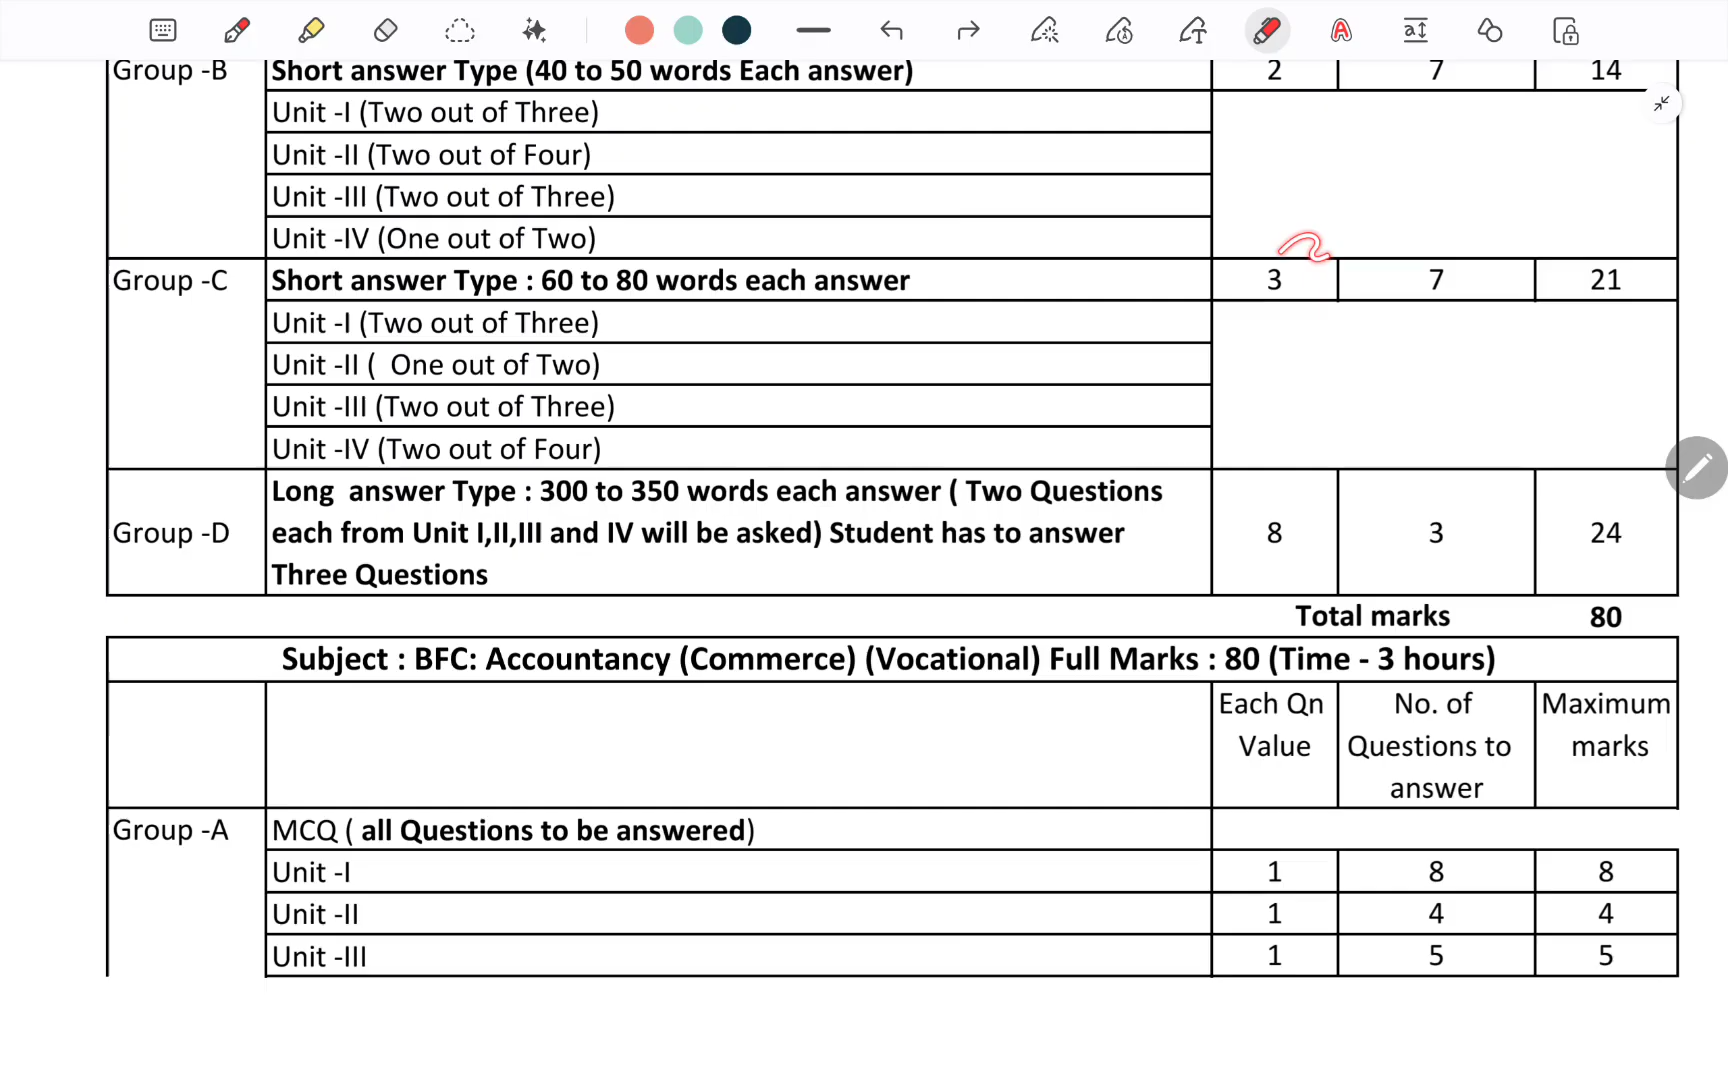 Group -B Short answer Type (40 to 50 words Each answer) 2 7 14
Unit -I (Two out of Three)
Unit -II (Two out of Four)
Unit -III (Two out of Three)
Unit -IV (One out of Two)
Group -C Short answer Type : 60 to 80 words each answer 3 7 21
Unit -I (Two out of Three)
Unit -II ( One out of Two)
Unit -III (Two out of Three)
Unit -IV (Two out of Four)
Long answer Type : 300 to 350 words each answer ( Two Questions
Group -D each from Unit I,II,III and IV will be asked) Student has to answer 8 3 24
Three Questions
Total marks 80
Subject : BFC: Accountancy (Commerce) (Vocational) Full Marks : 80 (Time - 3 hours)
Each Qn No. of Maximum
Value Questions to marks
answer
Group -A MCQ ( all Questions to be answered)
Unit -I 1 8 8
Unit -II 1 4 4
Unit -III 1 5 5